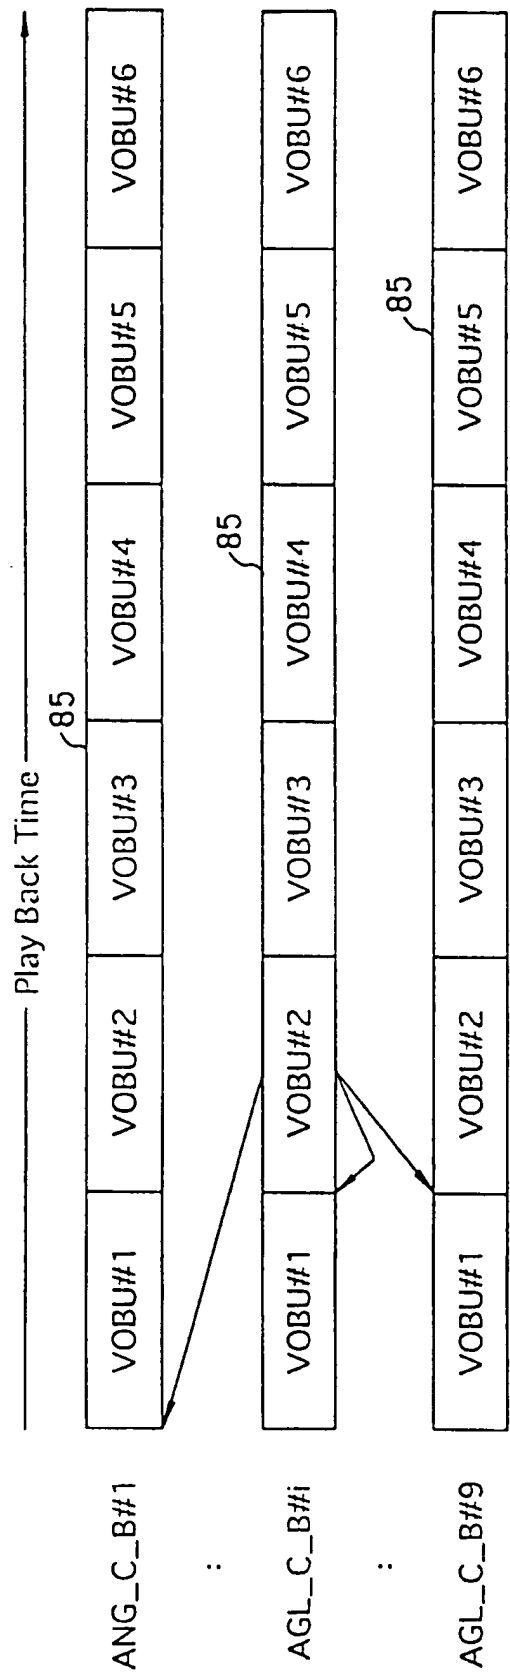 Play Back Time
85
ANG_C_B#1 VOBU#1 VOBU#2 VOBU#3 VOBU#4 VOBU#5 VOBU#6
:
85
AGL_C_B#i VOBU#1 VOBU#2 VOBU#3 VOBU#4 VOBU#5 VOBU#6
:
85
AGL_C_B#9 VOBU#1 VOBU#2 VOBU#3 VOBU#4 VOBU#5 VOBU#6